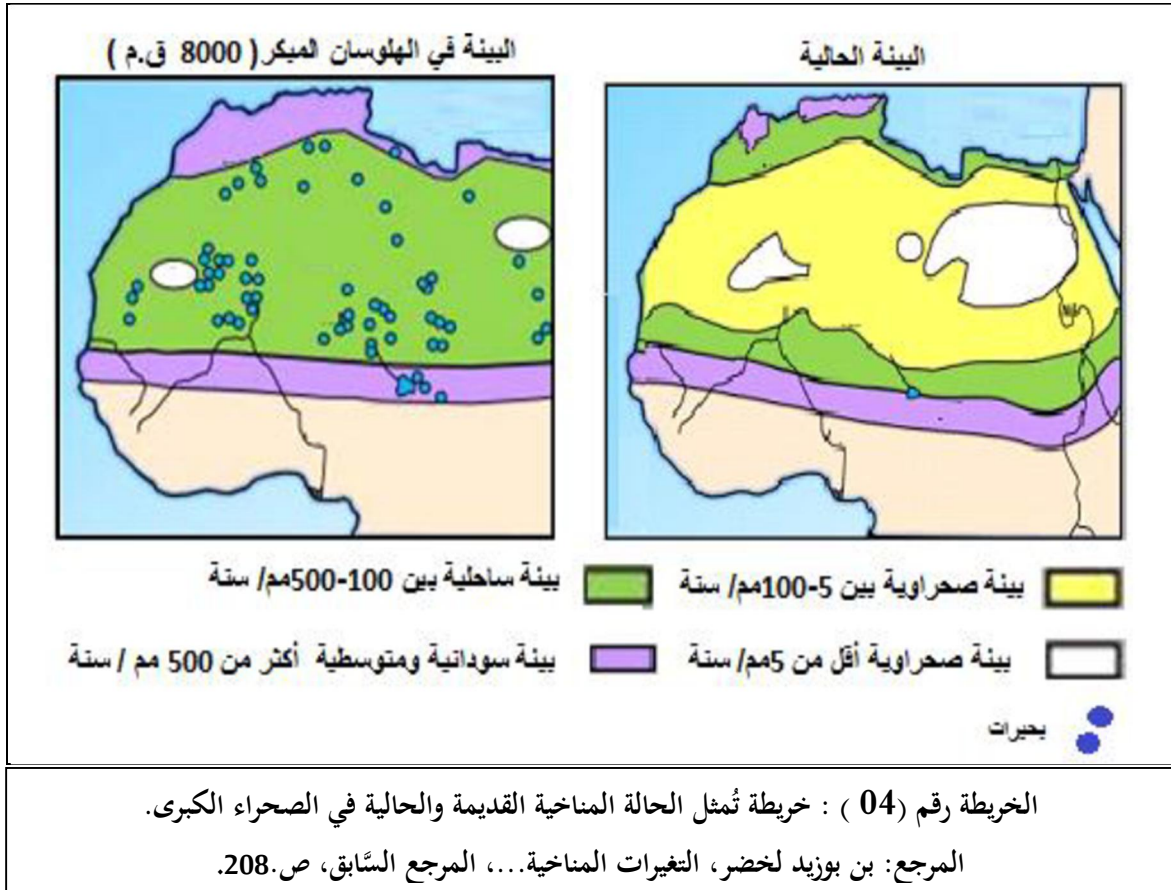 البيئة في الهلوسان المبكر ( 8000 ق.م )
البيئة الحالية
بيئة صحراوية بين 5-100مم/ سنة
بيئة ساحلية بين 100-500مم/ سنة
بيئة صحراوية أقل من 5مم/ سنة
بيئة سودانية ومتوسطية أكثر من 500 مم / سنة
بحيرات
الخريطة رقم (04 ) : خريطة تُمثل الحالة المناخية القديمة والحالية في الصحراء الكبرى.
المرجع: بن بوزيد لخضر، التغيرات المناخية...، المرجع السَّابق، ص.208.